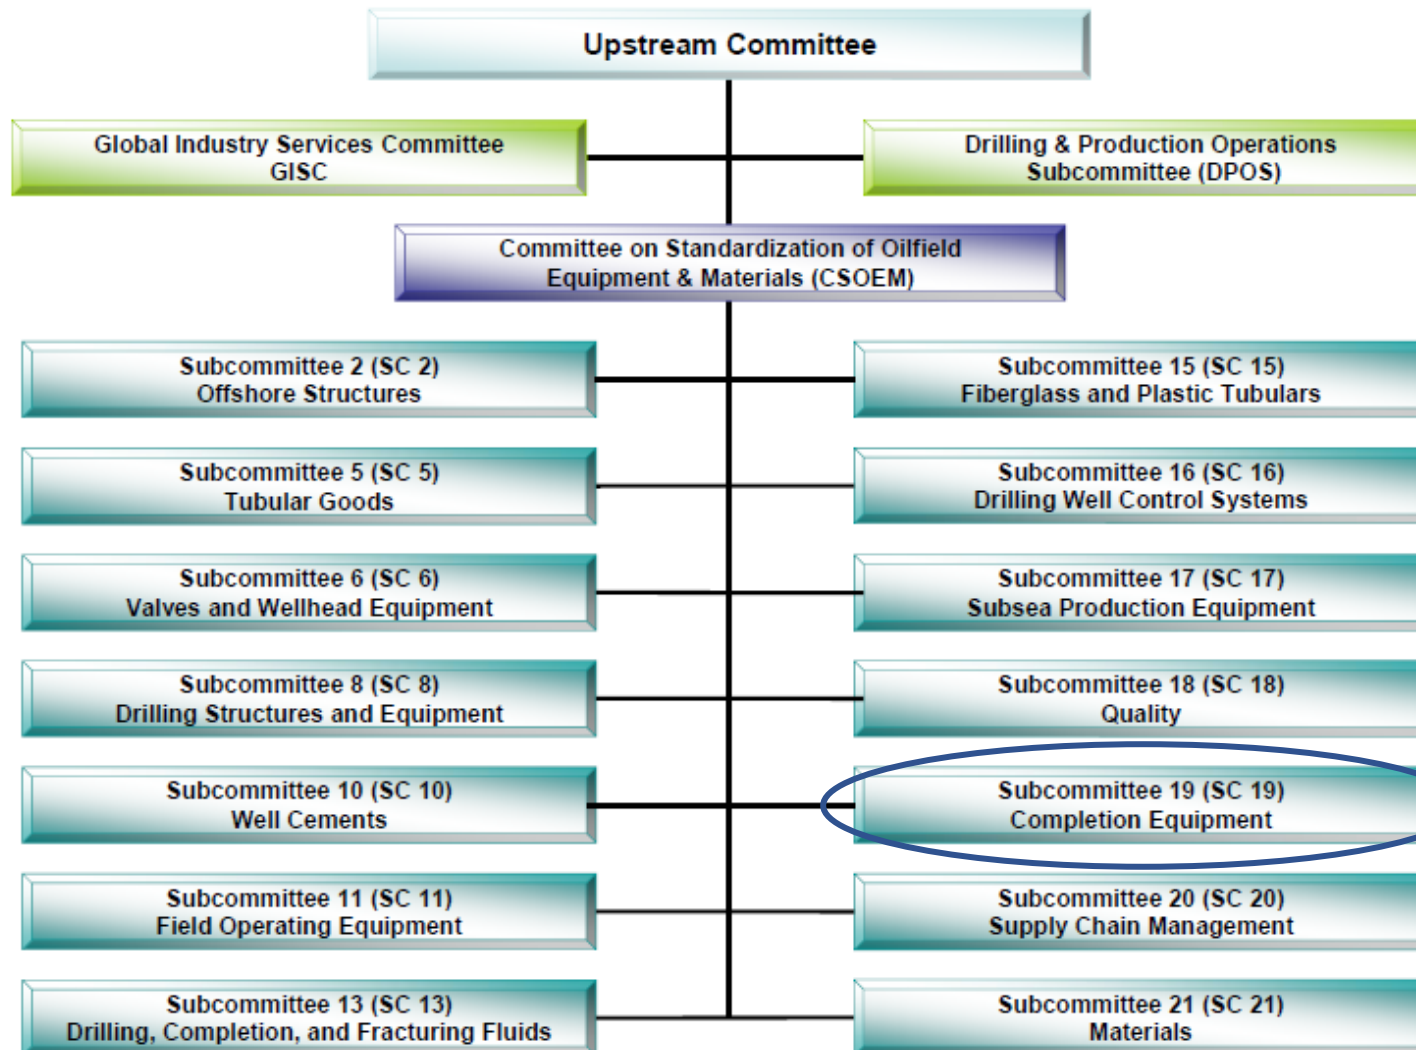 Upstream Committee
Global Industry Services Committee
GISC
Drilling & Production Operations
Subcommittee (DPOS)
Committee on Standardization of Oilfield
Equipment & Materials (CSOEM)
Subcommittee 2 (SC 2)
Offshore Structures
Subcommittee 15 (SC 15)
Fiberglass and Plastic Tubulars
Subcommittee 5 (SC 5)
Tubular Goods
Subcommittee 16 (SC 16)
Drilling Well Control Systems
Subcommittee 6 (SC 6)
Valves and Wellhead Equipment
Subcommittee 17 (SC 17)
Subsea Production Equipment
Subcommittee 8 (SC 8)
Drilling Structures and Equipment
Subcommittee 18 (SC 18)
Quality
Subcommittee 10 (SC 10)
Well Cements
Subcommittee 19 (SC 19)
Completion Equipment
Subcommittee 11 (SC 11)
Field Operating Equipment
Subcommittee 20 (SC 20)
Supply Chain Management
Subcommittee 13 (SC 13)
Drilling, Completion, and Fracturing Fluids
Subcommittee 21 (SC 21)
Materials